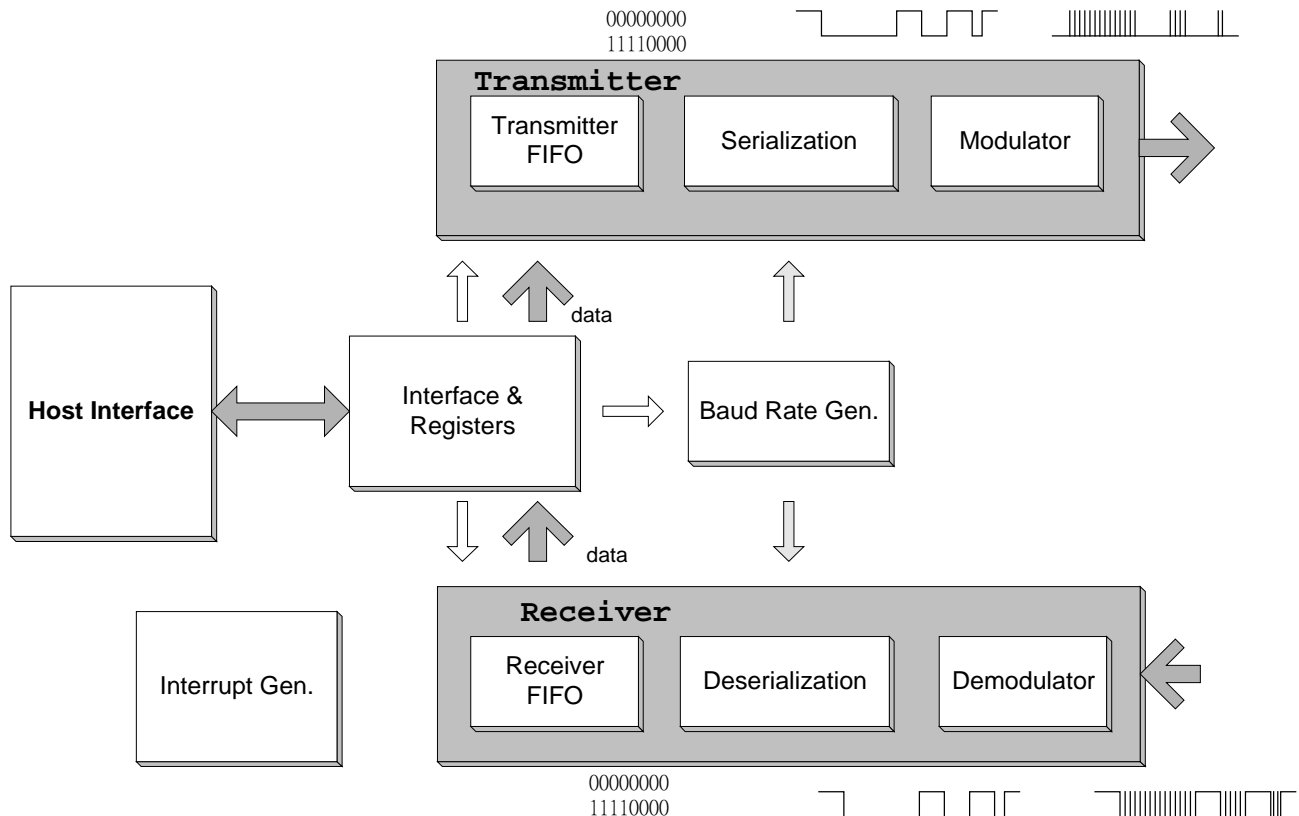 00000000
11110000
Transmitter
Transmitter
FIFO
Serialization
Modulator
data
Host Interface
Interface &
Registers
Baud Rate Gen.
data
Receiver
Interrupt Gen.
Receiver
FIFO
Deserialization
Demodulator
00000000
11110000